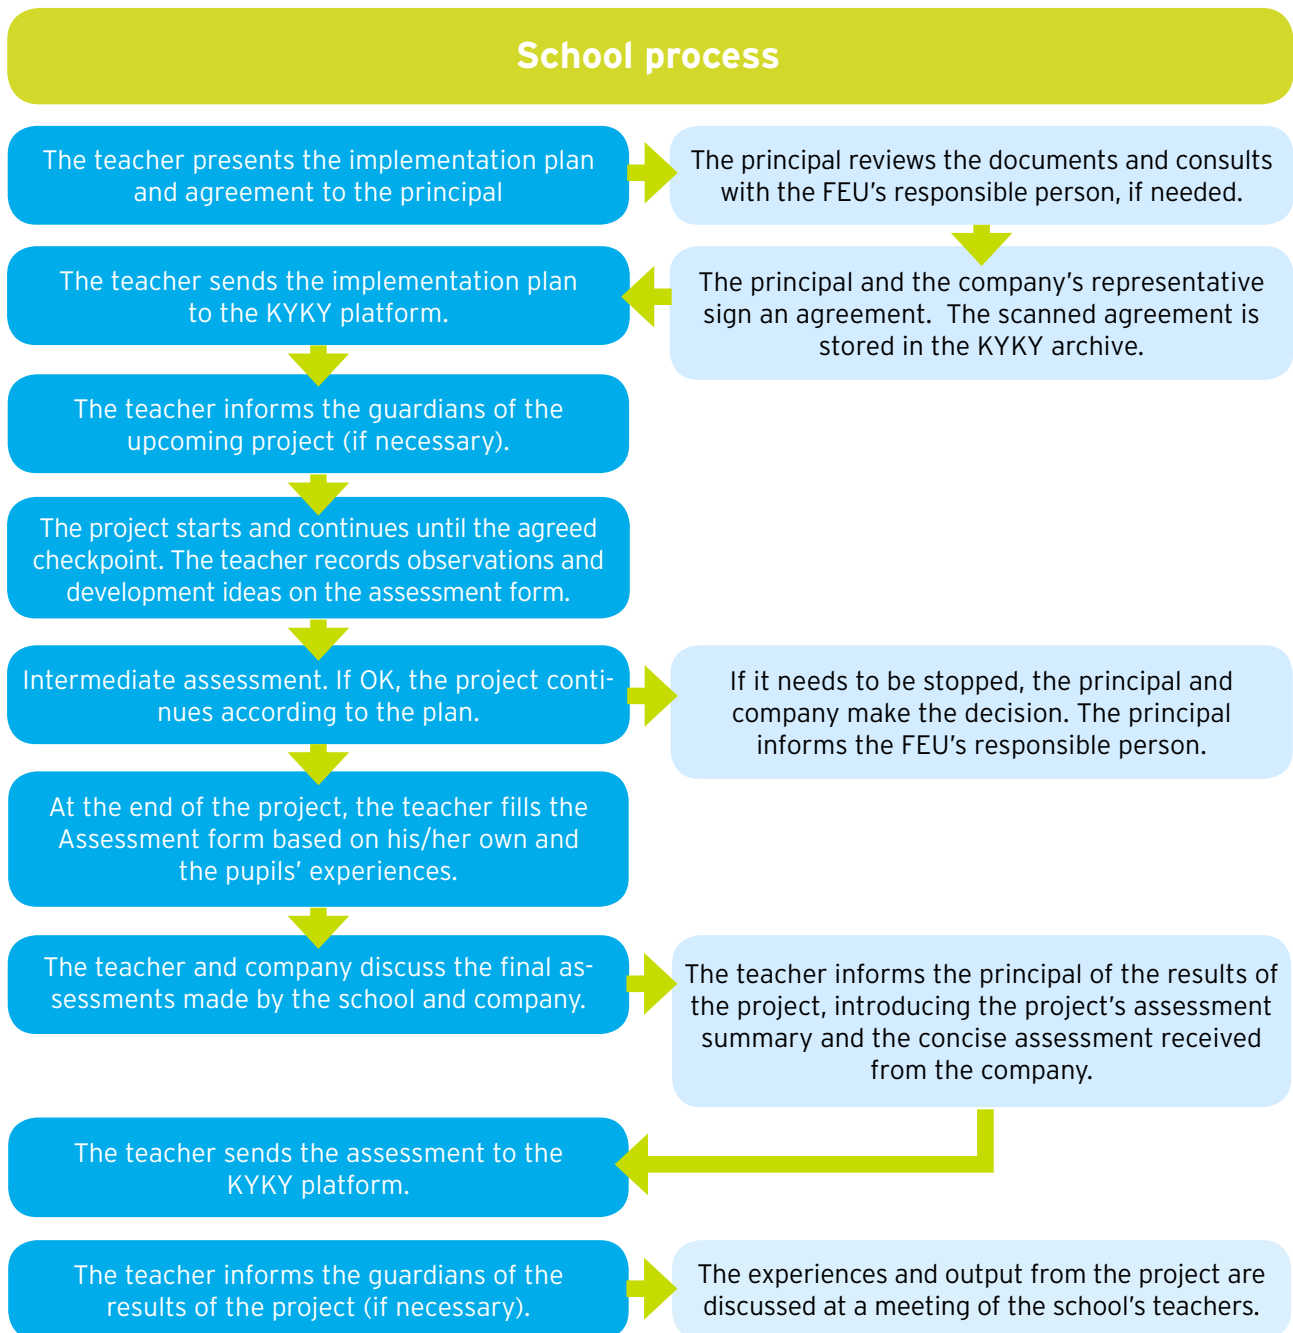 School process
The teacher presents the implementation plan
and agreement to the principal
The principal reviews the documents and consults
with the FEU's responsible person, if needed.
The principal and the company's representative
sign an agreement.  The scanned agreement is
stored in the KYKY archive.
The teacher sends the implementation plan
to the KYKY platform.
The teacher informs the guardians of the
upcoming project (if necessary).
The project starts and continues until the agreed
checkpoint. The teacher records observations and
development ideas on the assessment form.
Intermediate assessment. If OK, the project conti-
nues according to the plan.
If it needs to be stopped, the principal and
company make the decision. The principal
informs the FEU's responsible person.
At the end of the project, the teacher fills the
Assessment form based on his/her own and
the pupils' experiences.
The teacher and company discuss the final as-
sessments made by the school and company.
The teacher informs the principal of the results of
the project, introducing the project's assessment
summary and the concise assessment received
from the company.
The teacher sends the assessment to the
KYKY platform.
The teacher informs the guardians of the
results of the project (if necessary).
The experiences and output from the project are
discussed at a meeting of the school's teachers.